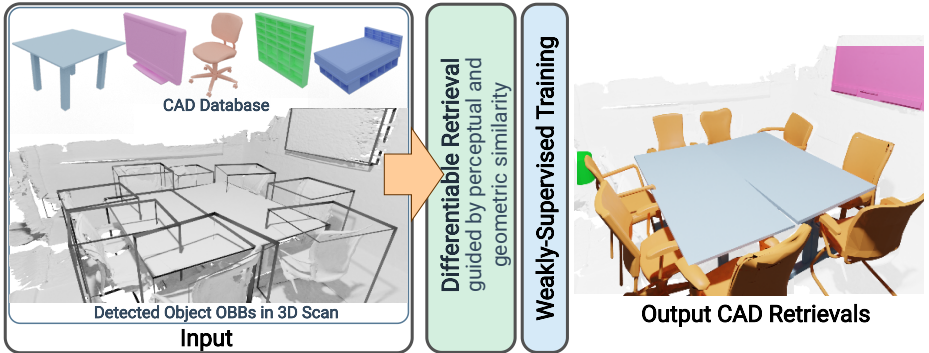 CAD Database
Detected Object OBBs in 3D Scan
Input
Differentiable Retrieval
guided by perceptual and
geometric similarity
Weakly-Supervised Training
Output CAD Retrievals